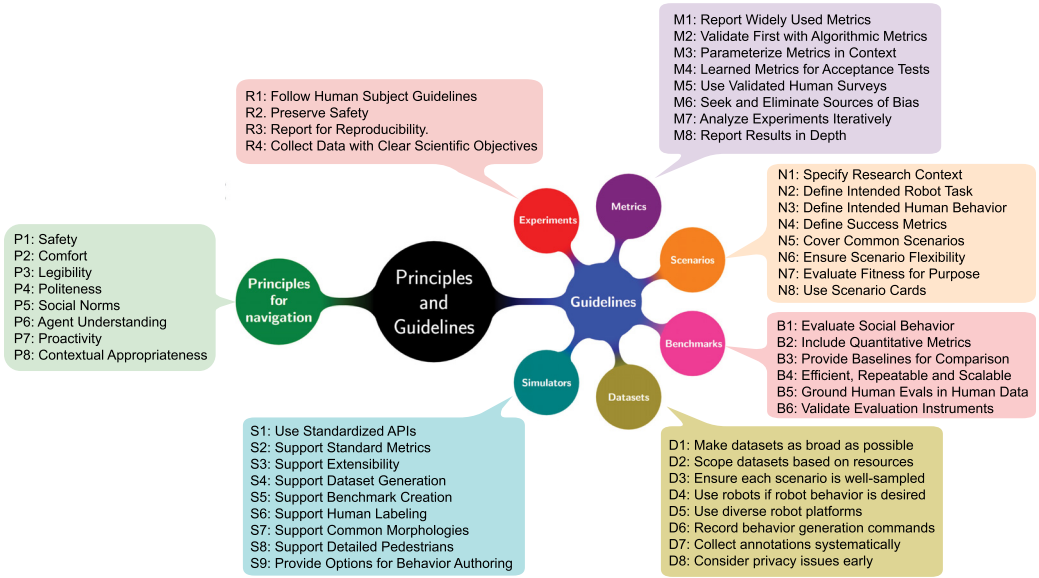 M1: Report Widely Used Metrics
M2: Validate First with Algorithmic Metrics
M3: Parameterize Metrics in Context
M4: Learned Metrics for Acceptance Tests
M5: Use Validated Human Surveys
M6: Seek and Eliminate Sources of Bias
M7: Analyze Experiments Iteratively
M8: Report Results in Depth
R1: Follow Human Subject Guidelines
R2. Preserve Safety
R3: Report for Reproducibility.
R4: Collect Data with Clear Scientific Objectives
N1: Specify Research Context
N2: Define Intended Robot Task
N3: Define Intended Human Behavior
N4: Define Success Metrics
N5: Cover Common Scenarios
N6: Ensure Scenario Flexibility
N7: Evaluate Fitness for Purpose
N8: Use Scenario Cards
P1: Safety
P2: Comfort
P3: Legibility
P4: Politeness
P5: Social Norms
P6: Agent Understanding
P7: Proactivity
P8: Contextual Appropriateness
Principles
for
navigation
Principles
and
Guidelines
Guidelines
Experiments
Metrics
Scenarios
Benchmarks
Datasets
Simulators
B1: Evaluate Social Behavior
B2: Include Quantitative Metrics
B3: Provide Baselines for Comparison
B4: Efficient, Repeatable and Scalable
B5: Ground Human Evals in Human Data
B6: Validate Evaluation Instruments
S1: Use Standardized APIs
S2: Support Standard Metrics
S3: Support Extensibility
S4: Support Dataset Generation
S5: Support Benchmark Creation
S6: Support Human Labeling
S7: Support Common Morphologies
S8: Support Detailed Pedestrians
S9: Provide Options for Behavior Authoring
D1: Make datasets as broad as possible
D2: Scope datasets based on resources
D3: Ensure each scenario is well-sampled
D4: Use robots if robot behavior is desired
D5: Use diverse robot platforms
D6: Record behavior generation commands
D7: Collect annotations systematically
D8: Consider privacy issues early